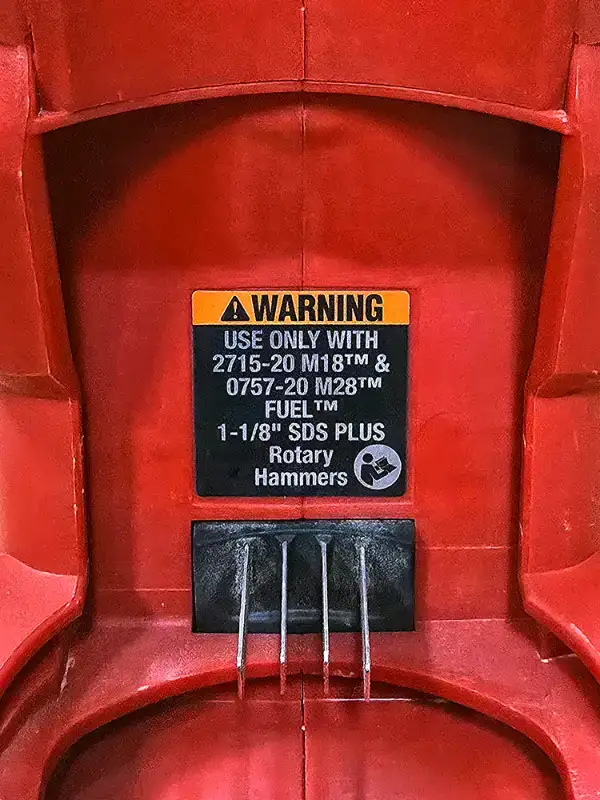 WARNING
USE ONLY WITH
2715-20 M18™ &
0757-20 M28™
FUEL™
1-1/8" SDS PLUS
Rotary
Hammers